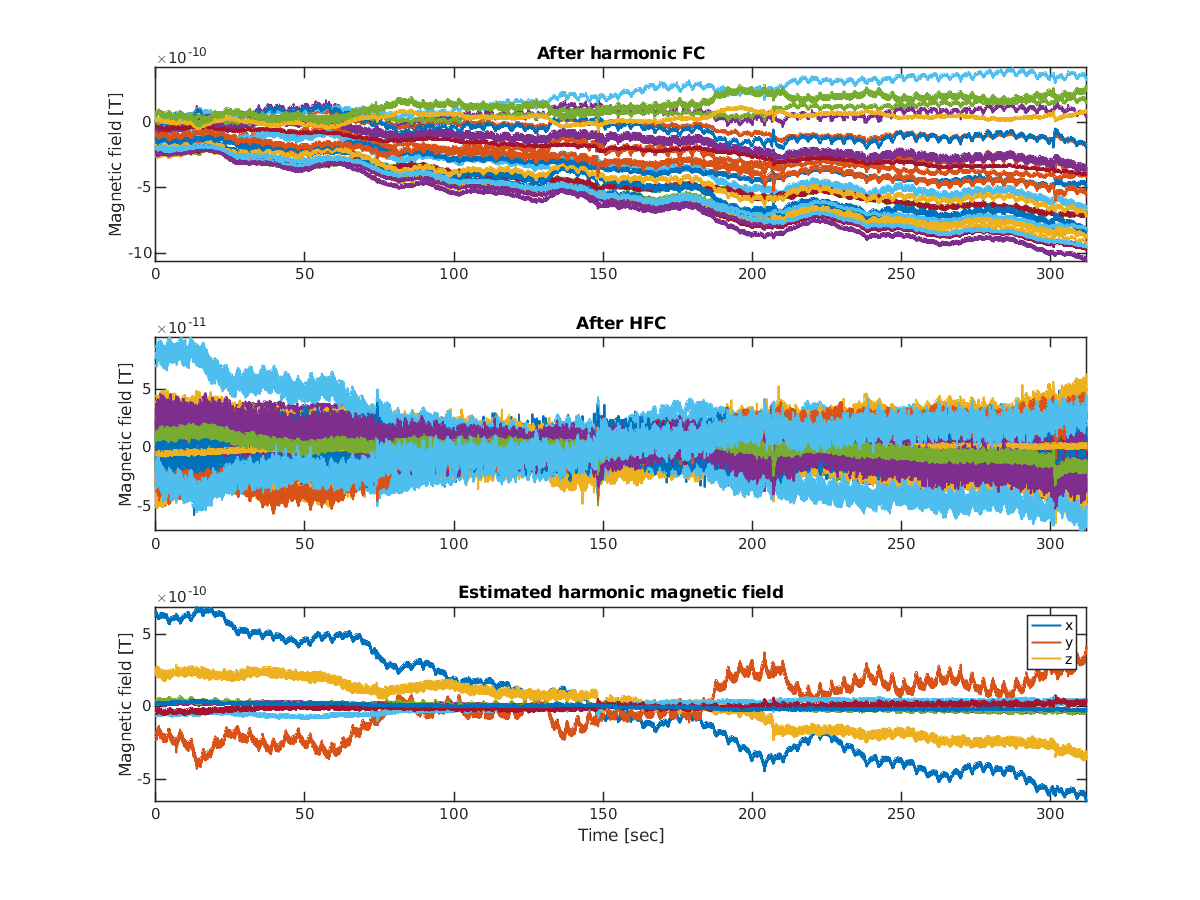 After harmonic FC
×10-10
Magnetic field [T]
0
-5
-10
0 50 100 150 200 250 300
After HFC
×10-11
Magnetic field [T]
5
0
-5
0 50 100 150 200 250 300
Estimated harmonic magnetic field
×10-10
Magnetic field [T]
5
0
-5
x
y
z
0 50 100 150 200 250 300
Time [sec]